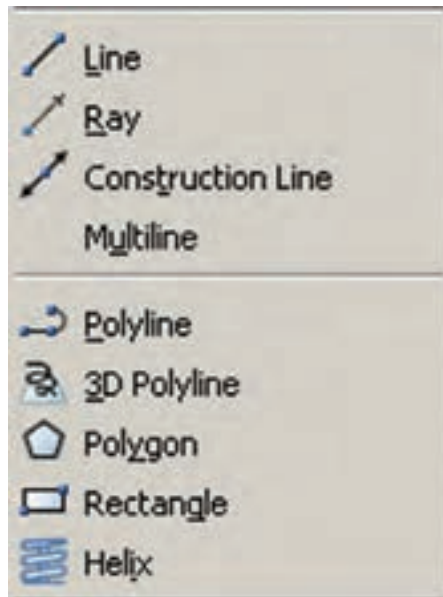 Line
Ray
Construction Line
Multiline
Polyline
3D Polyline
Polygon
Rectangle
Helix